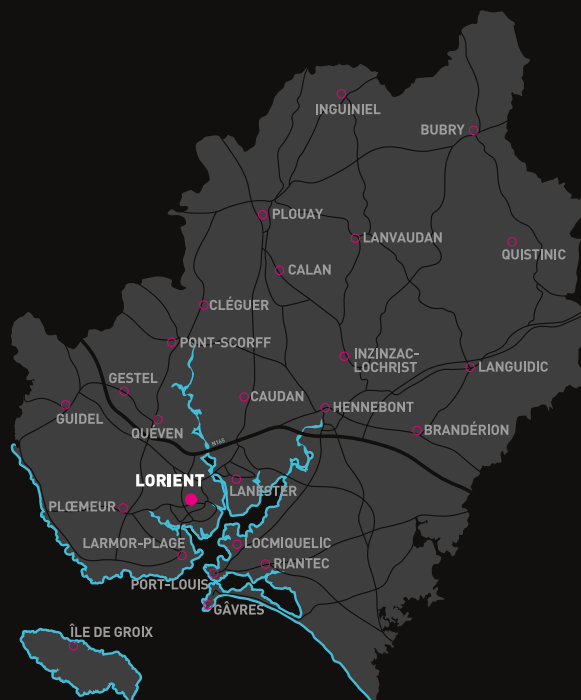 INGUINIEL
BUBRY
PLOUAY
LANVAUDAN
QUISTINIC
CALAN
CLÉGUER
PONT-SCORFF
INZINZAC-
LOCHRIST
LANGUIDIC
GESTEL
CAUDAN
HENNEBONT
GUIDEL
QUÉVEN
BRANDÉRION
N165
LORIENT
LANESTER
PLŒMEUR
LARMOR-PLAGE
LOCMIQUELIC
RIANTEC
PORT-LOUIS
GÂVRES
ÎLE DE GROIX